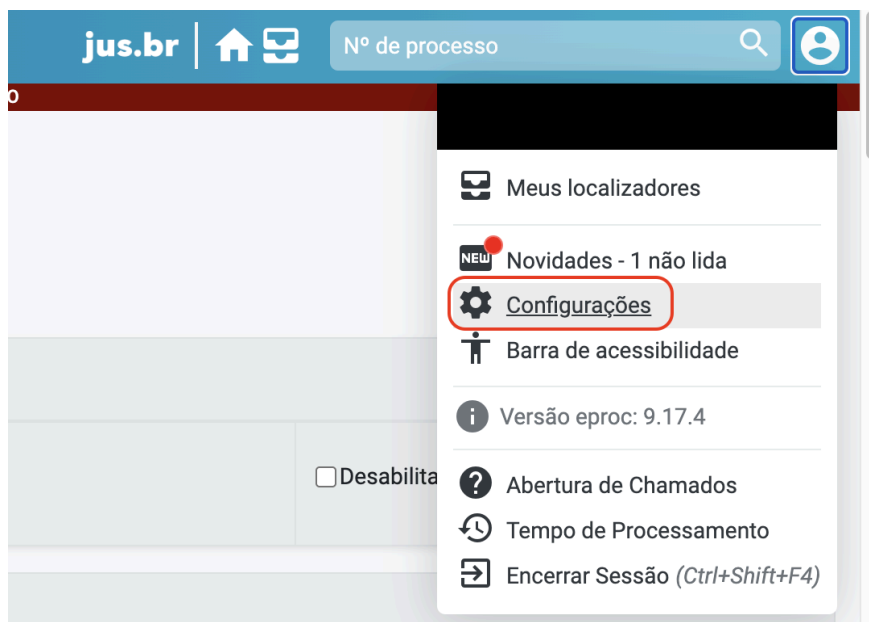 jus.br
Nº de processo
O
Meus localizadores
NEW
Novidades - 1 não lida
Configurações
Barra de acessibilidade
Versão eproc: 9.17.4
Desabilita
Abertura de Chamados
Tempo de Processamento
Encerrar Sessão (Ctrl+Shift+F4)